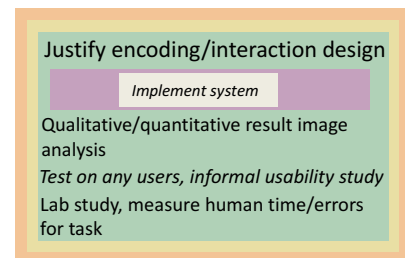 Justify encoding/interaction design
Implement system
Qualitative/quantitative result image
analysis
Test on any users, informal usability study
Lab study, measure human time/errors
for task